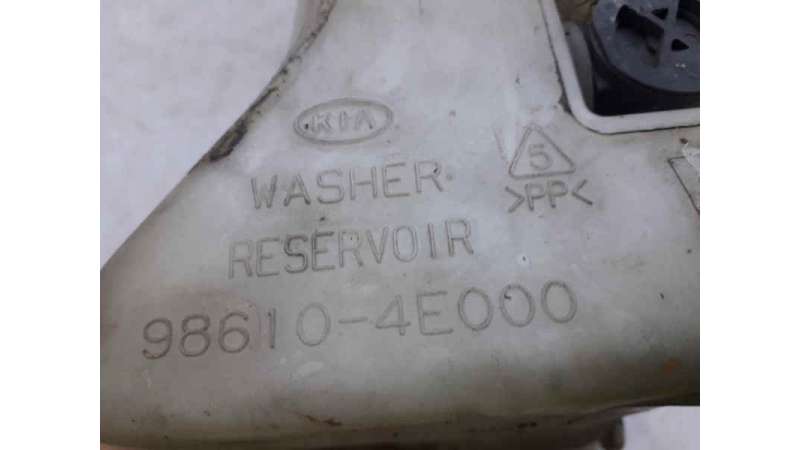 KIA
5
WASHER
>PP<
RESERVOIR
98610-4E000